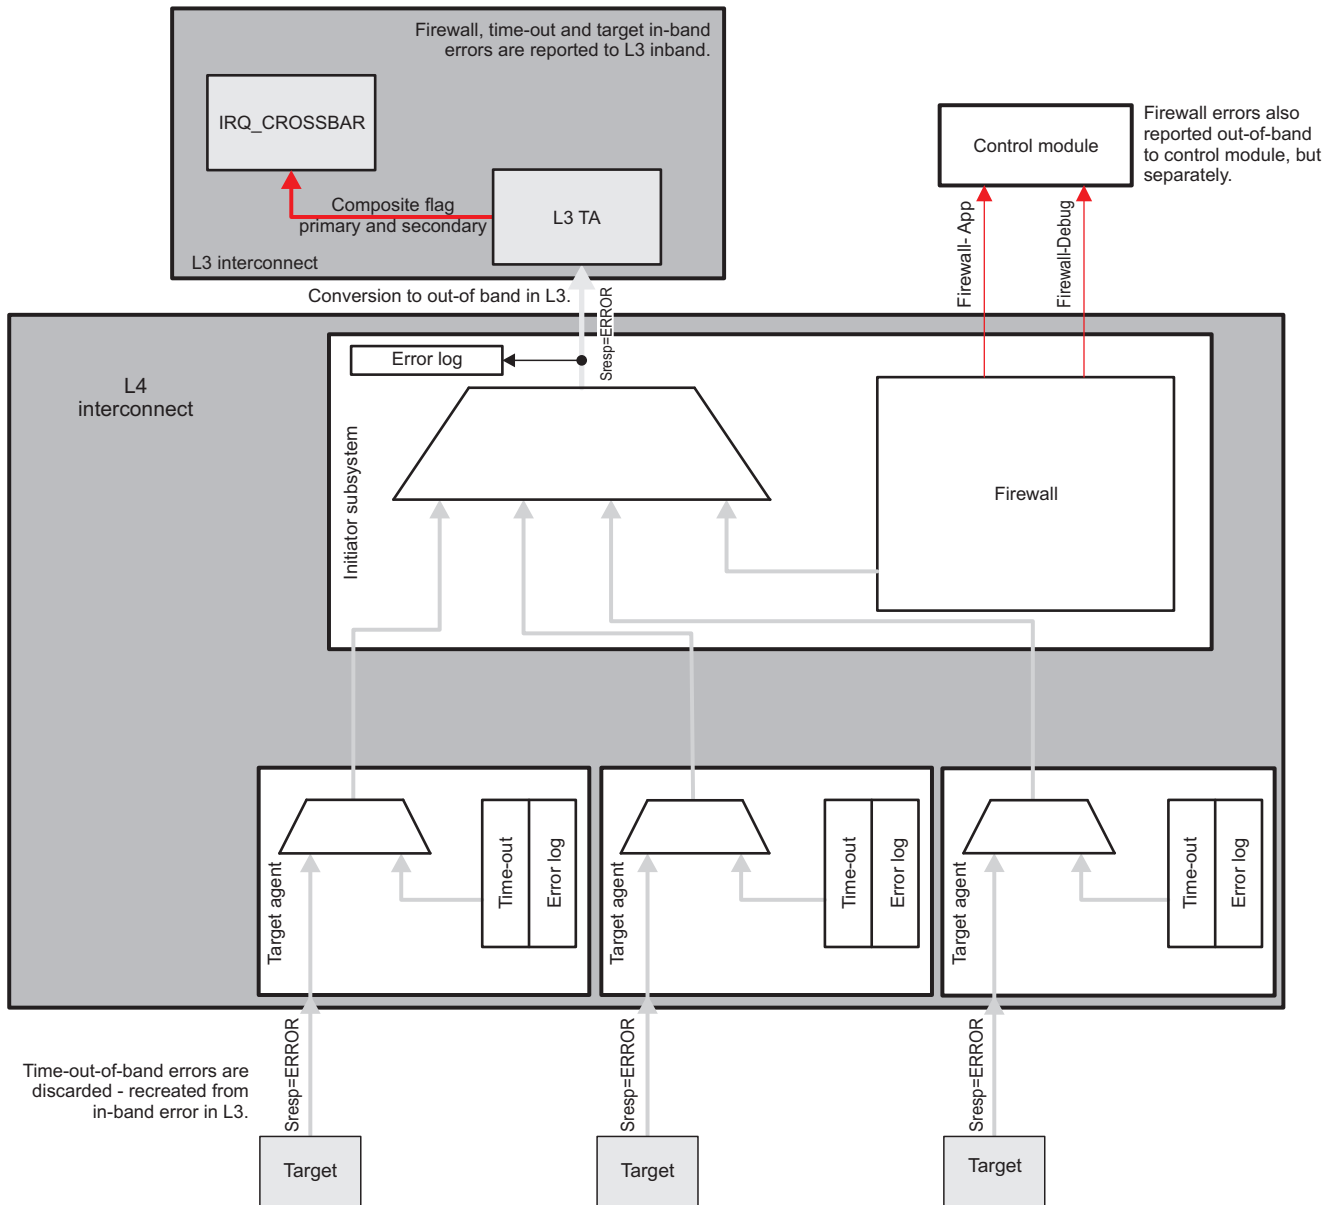 Firewall, time-out and target in-band
errors are reported to L3 inband.
IRQ_CROSSBAR
Composite flag
primary and secondary
L3 TA
L3 interconnect
Control module
Firewall errors also
reported out-of-band
to control module, but
separately.
Firewall- App
Firewall-Debug
Conversion to out-of band in L3.
Sresp=ERROR
L4
interconnect
Error log
Initiator subsystem
Firewall
Target agent
Time-out
Error log
Target agent
Time-out
Error log
Target agent
Time-out
Error log
Time-out-of-band errors are
discarded - recreated from
in-band error in L3.
Sresp=ERROR
Sresp=ERROR
Sresp=ERROR
Target
Target
Target